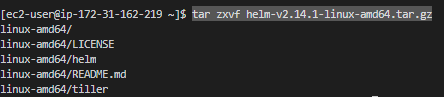 [ec2-user@ip-172-31-162-219 ~]$ tar zxvf helm-v2.14.1-linux-amd64.tar.gz
linux-amd64/
linux-amd64/LICENSE
linux-amd64/helm
linux-amd64/README.md
linux-amd64/tiller